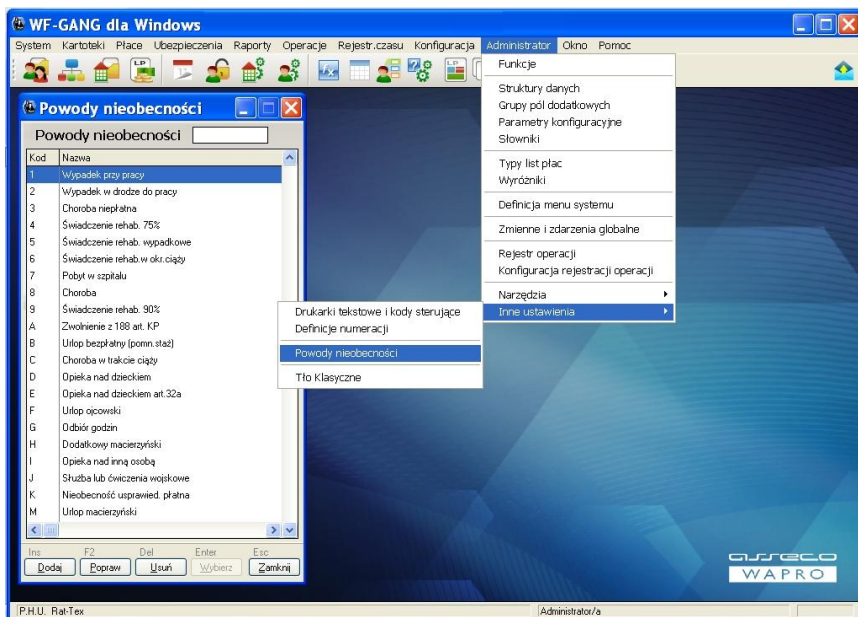 WF-GANG dla Windows
System Kartoteki Płace Ubezpieczenia Raporty Operacje Rejestr.czasu Konfiguracja Administrator Okno Pomoc
Funkcje
Struktury danych
Grupy pól dodatkowych
Parametry konfiguracyjne
Słowniki
Typy list płac
Wyróżniki
Definicja menu systemu
Zmienne i zdarzenia globalne
Rejestr operacji
Konfiguracja rejestracji operacji
Narzędzia
Inne ustawienia
Drukarki tekstowe i kody sterujące
Definicje numeracji
Powody nieobecności
Tło Klasyczne
Powody nieobecności
Powody nieobecności
Kod Nazwa
1 Wypadek przy pracy
2 Wypadek w drodze do pracy
3 Choroba niepłatna
4 Świadczenie rehab. 75%
5 Świadczenie rehab. wypadkowe
6 Świadczenie rehab.w okr.ciąży
7 Pobyt w szpitalu
8 Choroba
9 Świadczenie rehab. 90%
A Zwolnienie z 188 art. KP
B Urlop bezpłatny (pomn.staż)
C Choroba w trakcie ciąży
D Opieka nad dzieckiem
E Opieka nad dzieckiem art.32a
F Urlop ojcowski
G Odbiór godzin
H Dodatkowy macierzyński
I Opieka nad inną osobą
J Służba lub ćwiczenia wojskowe
K Nieobecność usprawied. płatna
M Urlop macierzyński
Ins F2 Del Enter Esc
Dodaj Popraw Usuń Wybierz Zamknij
asseco
WAPRO
P.H.U. Rat-Tex Administrator/a